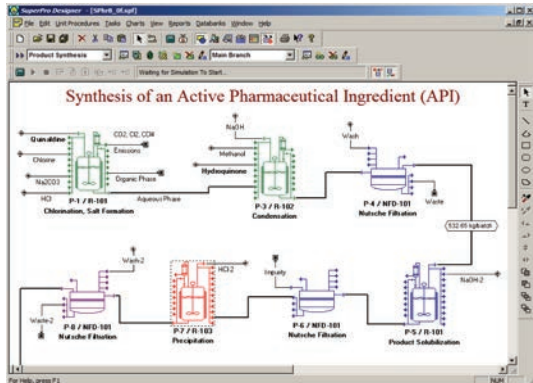 SuperPro Designer - [SPhr6_0f.spf]
File Edit Unit Procedures Tasks Charts View Reports Databanks Window Help
Product Synthesis
Main Branch
Waiting for Simulation To Start...
Synthesis of an Active Pharmaceutical Ingredient (API)
Quinaldine
CO2, Cl2, CO#
Emissions
Chlorine
Na2CO3
Organic Phase
HCl
Aqueous Phase
P-1 / R-101
Chlorination, Salt Formation
NaOH
Methanol
Hydroquinone
P-3 / R-102
Condensation
Wash
Waste
P-4 / NFD-101
Nutsche Filtration
532.65 kg/batch
Wash-2
Waste-2
P-8 / NFD-101
Nutsche Filtration
HCl-2
P-7 / R-103
Precipitation
Impurity
P-6 / NFD-101
Nutsche Filtration
NaOH-2
P-5 / R-101
Product Solubilization
For Help, press F1
NUM